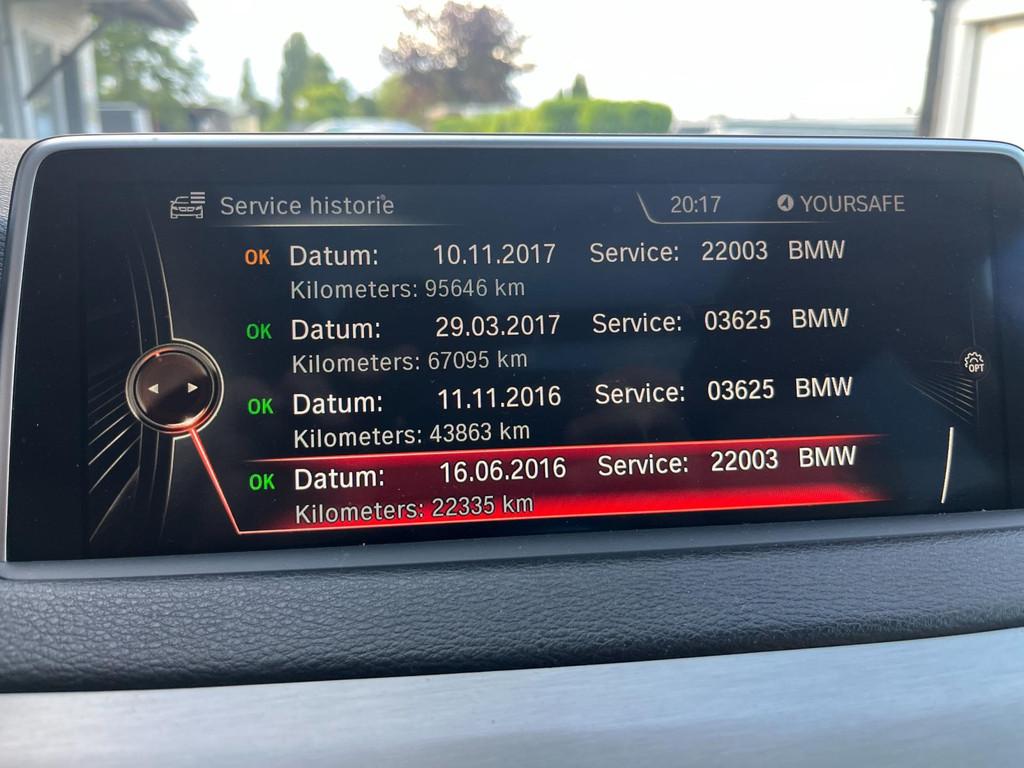 Service historie 20:17 YOURSAFE
OK Datum: 10.11.2017 Service: 22003 BMW
Kilometers: 95646 km
OK Datum: 29.03.2017 Service: 03625 BMW
Kilometers: 67095 km
OK Datum: 11.11.2016 Service: 03625 BMW
Kilometers: 43863 km
OK Datum: 16.06.2016 Service: 22003 BMW
Kilometers: 22335 km
OPT